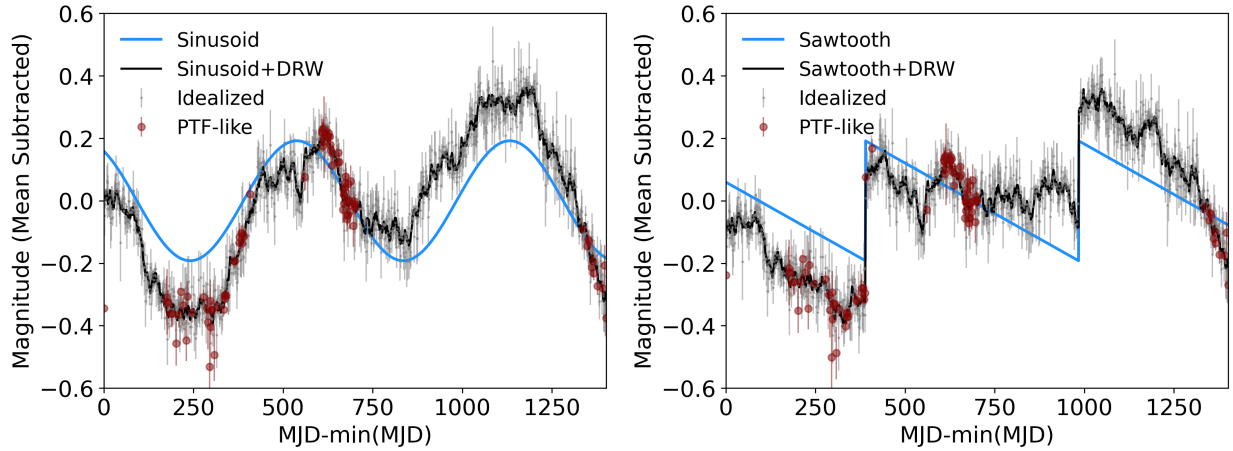 0.6
0.4
0.2
0.0
−0.2
−0.4
−0.6
Magnitude (Mean Subtracted)
Sinusoid
Sinusoid+DRW
Idealized
PTF-like
0 250 500 750 1000 1250
MJD-min(MJD)
0.6
0.4
0.2
0.0
−0.2
−0.4
−0.6
Magnitude (Mean Subtracted)
Sawtooth
Sawtooth+DRW
Idealized
PTF-like
0 250 500 750 1000 1250
MJD-min(MJD)